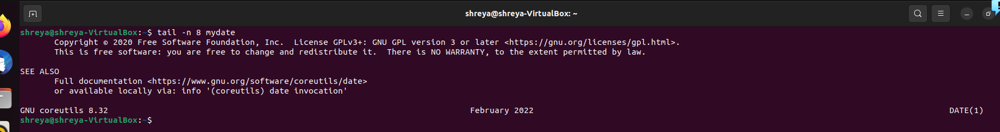 shreya@shreya-VirtualBox: ~
shreya@shreya-VirtualBox:~$ tail -n 8 mydate
       Copyright © 2020 Free Software Foundation, Inc.  License GPLv3+: GNU GPL version 3 or later <https://gnu.org/licenses/gpl.html>.
       This is free software: you are free to change and redistribute it.  There is NO WARRANTY, to the extent permitted by law.

SEE ALSO
       Full documentation <https://www.gnu.org/software/coreutils/date>
       or available locally via: info '(coreutils) date invocation'

GNU coreutils 8.32                                                                          February 2022                                                                                     DATE(1)
shreya@shreya-VirtualBox:~$